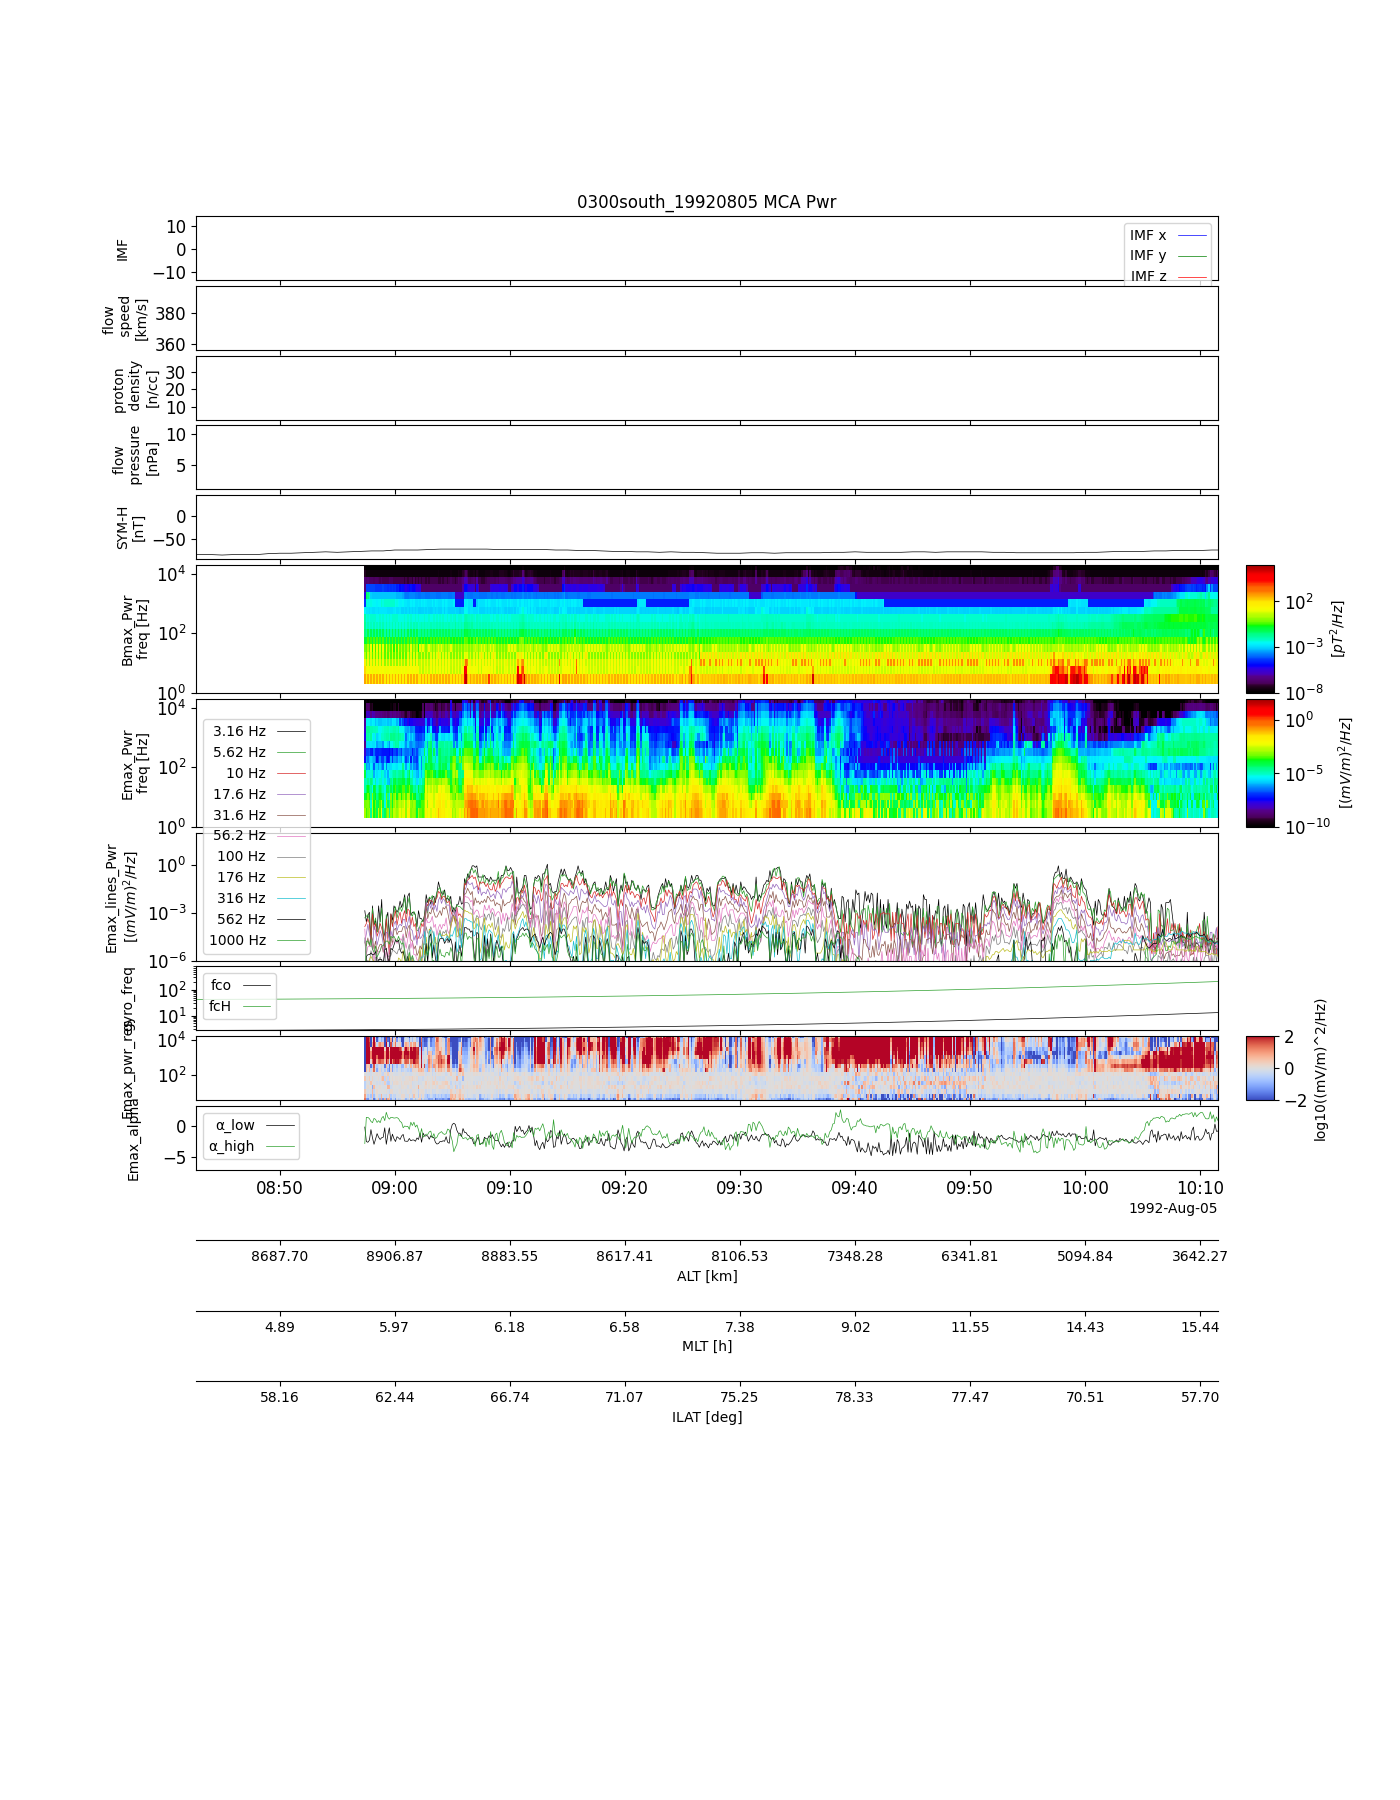 0300south_19920805 MCA Pwr
IMF
10
0
−10
IMF x
IMF y
IMF z
flow
speed
[km/s]
380
360
proton
density
[n/cc]
30
20
10
flow
pressure
[nPa]
10
5
SYM-H
[nT]
0
−50
Bmax_Pwr
freq [Hz]
10^4
10^2
10^0
10^2
10^−3
10^−8
[pT^2/Hz]
Emax_Pwr
freq [Hz]
10^4
10^2
10^0
10^0
10^−5
10^−10
[(mV/m)^2/Hz]
3.16 Hz
5.62 Hz
10 Hz
17.6 Hz
31.6 Hz
56.2 Hz
100 Hz
176 Hz
316 Hz
562 Hz
1000 Hz
Emax_lines_Pwr
[(mV/m)^2/Hz]
10^0
10^−3
10^−6
gyro_freq
10^2
10^1
fco
fcH
Emax_pwr_res
10^4
10^2
2
0
−2
log10((mV/m)^2/Hz)
Emax_alpha
0
−5
α_low
α_high
08:50 09:00 09:10 09:20 09:30 09:40 09:50 10:00 10:10
1992-Aug-05
8687.70 8906.87 8883.55 8617.41 8106.53 7348.28 6341.81 5094.84 3642.27
ALT [km]
4.89 5.97 6.18 6.58 7.38 9.02 11.55 14.43 15.44
MLT [h]
58.16 62.44 66.74 71.07 75.25 78.33 77.47 70.51 57.70
ILAT [deg]